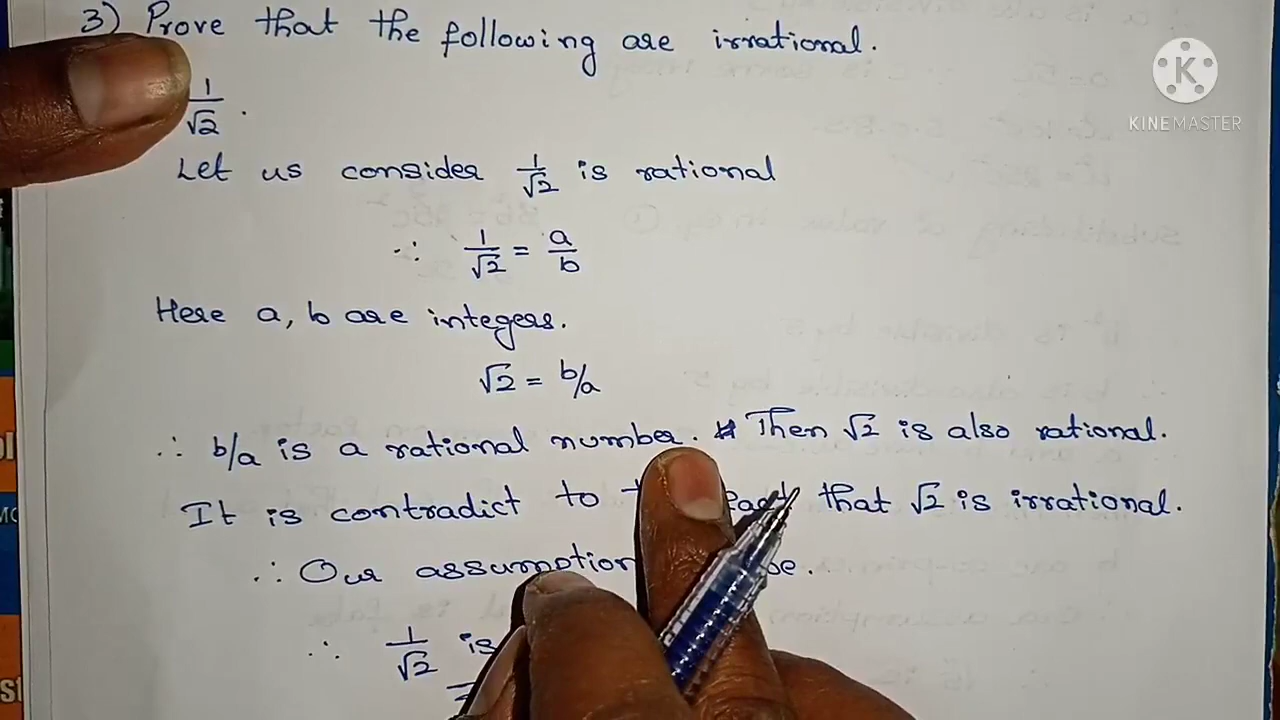 3) Prove that the following are irrational.
1/√2 .
Let us consider 1/√2 is rational
∴ 1/√2 = a/b
Here a, b are integers.
√2 = b/a
∴ b/a is a rational number. Then √2 is also rational.
It is contradict to that √2 is irrational.
∴ Our assumption
∴ 1/√2 is
KINEMASTER